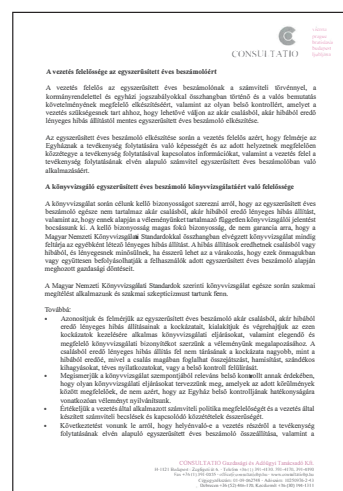 CONSULTATIO
A vezetés felelőssége az egyszerűsített éves beszámolóért
A vezetés felelős az egyszerűsített éves beszámolónak a számviteli törvénnyel, a
kormányrendelettel és egyházi jogszabályokkal összhangban történő és a valós bemutatás
követelményének megfelelő elkészítéséért, valamint az olyan belső kontrollért, amelyet a
vezetés szükségesnek tart ahhoz, hogy lehetővé váljon az akár csalásból, akár hibából eredő
lényeges hibás állítástól mentes egyszerűsített éves beszámoló elkészítése.
Az egyszerűsített éves beszámoló elkészítése során a vezetés felelős azért, hogy felmérje az
Egyháznak a tevékenység folytatására való képességét és az adott helyzetnek megfelelően
közzétegye a tevékenység folytatásával kapcsolatos információkat, valamint a vezetés felel a
tevékenység folytatásának elvén alapuló számvitel egyszerűsített éves beszámolóban való
alkalmazásáért.
A könyvvizsgáló egyszerűsített éves beszámoló könyvvizsgálatáért való felelőssége
A könyvvizsgálat során célunk kellő bizonyosságot szerezni arról, hogy az egyszerűsített éves
beszámoló egésze nem tartalmaz akár csalásból, akár hibából eredő lényeges hibás állítást,
valamint az, hogy ennek alapján a véleményünket tartalmazó független könyvvizsgálói jelentést
bocsássunk ki. A kellő bizonyosság magas fokú bizonyosság, de nem garancia arra, hogy a
Magyar Nemzeti Könyvvizsgálati Standardokkal összhangban elvégzett könyvvizsgálat mindig
feltárja az egyébként létező lényeges hibás állítást. A hibás állítások eredhetnek csalásból vagy
hibából, és lényegesnek minősülnek, ha ésszerű lehet az a várakozás, hogy ezek önmagukban
vagy együttesen befolyásolhatják a felhasználók adott egyszerűsített éves beszámoló alapján
meghozott gazdasági döntéseit.
A Magyar Nemzeti Könyvvizsgálati Standardok szerinti könyvvizsgálat egésze során szakmai
megítélést alkalmazunk és szakmai szkepticizmust tartunk fenn.
Továbbá:
• Azonosítjuk és felmérjük az egyszerűsített éves beszámoló akár csalásból, akár hibából
eredő lényeges hibás állításainak a kockázatait, kialakítjuk és végrehajtjuk az ezen
kockázatok kezelésére alkalmas könyvvizsgálati eljárásokat, valamint elegendő és
megfelelő könyvvizsgálati bizonyítékot szerzünk a véleményünk megalapozásához. A
csalásból eredő lényeges hibás állítás fel nem tárásának a kockázata nagyobb, mint a
hibából eredőé, mivel a csalás magában foglalhat összejátszást, hamisítást, szándékos
kihagyásokat, téves nyilatkozatokat, vagy a belső kontroll felülírását.
• Megismerjük a könyvvizsgálat szempontjából releváns belső kontrollt annak érdekében,
hogy olyan könyvvizsgálati eljárásokat tervezzünk meg, amelyek az adott körülmények
között megfelelőek, de nem azért, hogy az Egyház belső kontrolljának hatékonyságára
vonatkozóan véleményt nyilvánítsunk.
• Értékeljük a vezetés által alkalmazott számviteli politika megfelelőségét és a vezetés által
készített számviteli becslések és kapcsolódó közzétételek ésszerűségét.
• Következtetést vonunk le arról, hogy helyénvaló-e a vezetés részéről a tevékenység
folytatásának elvén alapuló egyszerűsített éves beszámoló összeállítása, valamint a
CONSULTATIO Gazdasági és Adóügyi Tanácsadó Kft.